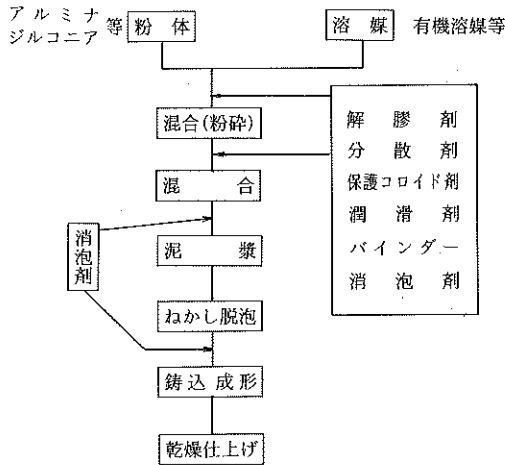 アルミナ
ジルコニア
等
粉体
溶媒
有機溶媒等
混合(粉砕)
解膠剤
分散剤
保護コロイド剤
潤滑剤
バインダー
消泡剤
混合
消泡剤
泥漿
ねかし脱泡
鋳込成形
乾燥仕上げ